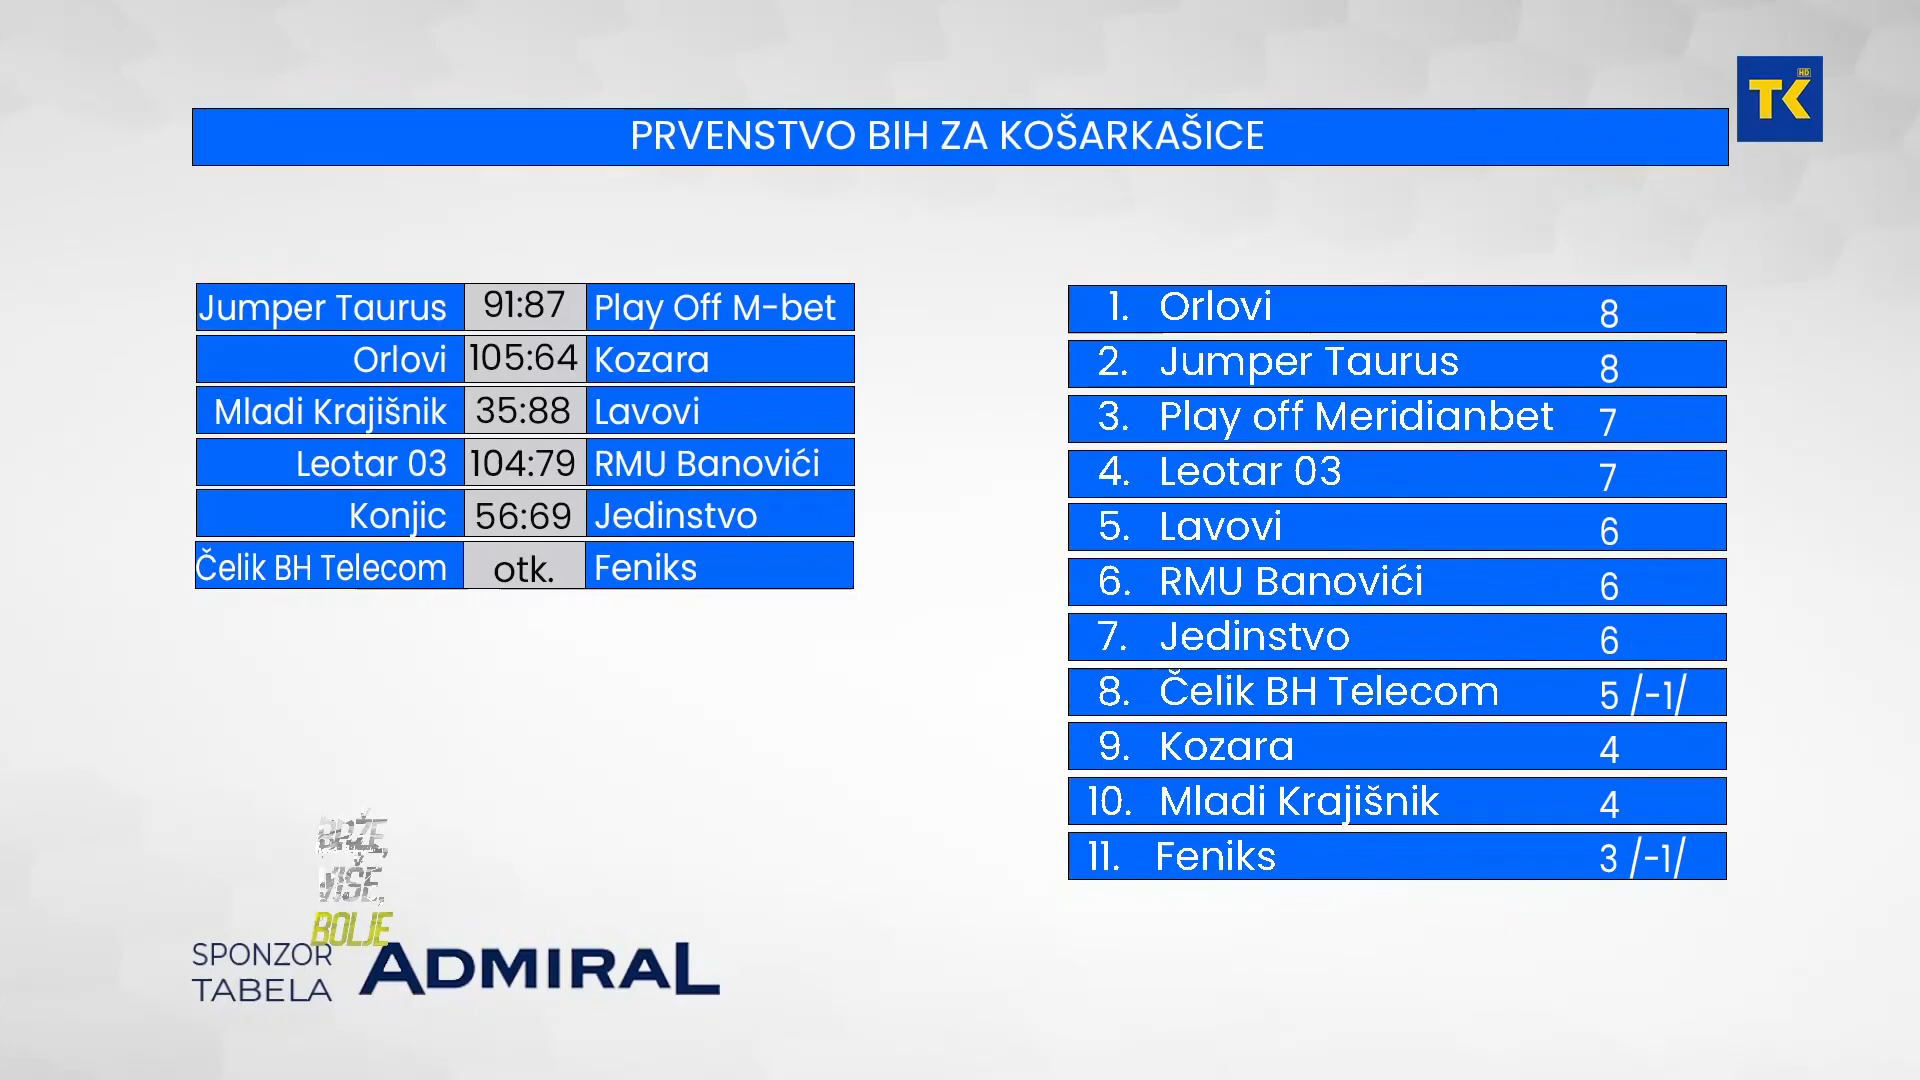 TK HD
PRVENSTVO BIH ZA KOŠARKAŠICE
Jumper Taurus 91:87 Play Off M-bet
Orlovi 105:64 Kozara
Mladi Krajišnik 35:88 Lavovi
Leotar 03 104:79 RMU Banovići
Konjic 56:69 Jedinstvo
Čelik BH Telecom otk. Feniks
1. Orlovi 8
2. Jumper Taurus 8
3. Play off Meridianbet 7
4. Leotar 03 7
5. Lavovi 6
6. RMU Banovići 6
7. Jedinstvo 6
8. Čelik BH Telecom 5 /-1/
9. Kozara 4
10. Mladi Krajišnik 4
11. Feniks 3 /-1/
BRŽE,
VIŠE,
BOLJE
SPONZOR
TABELA
ADMIRAL